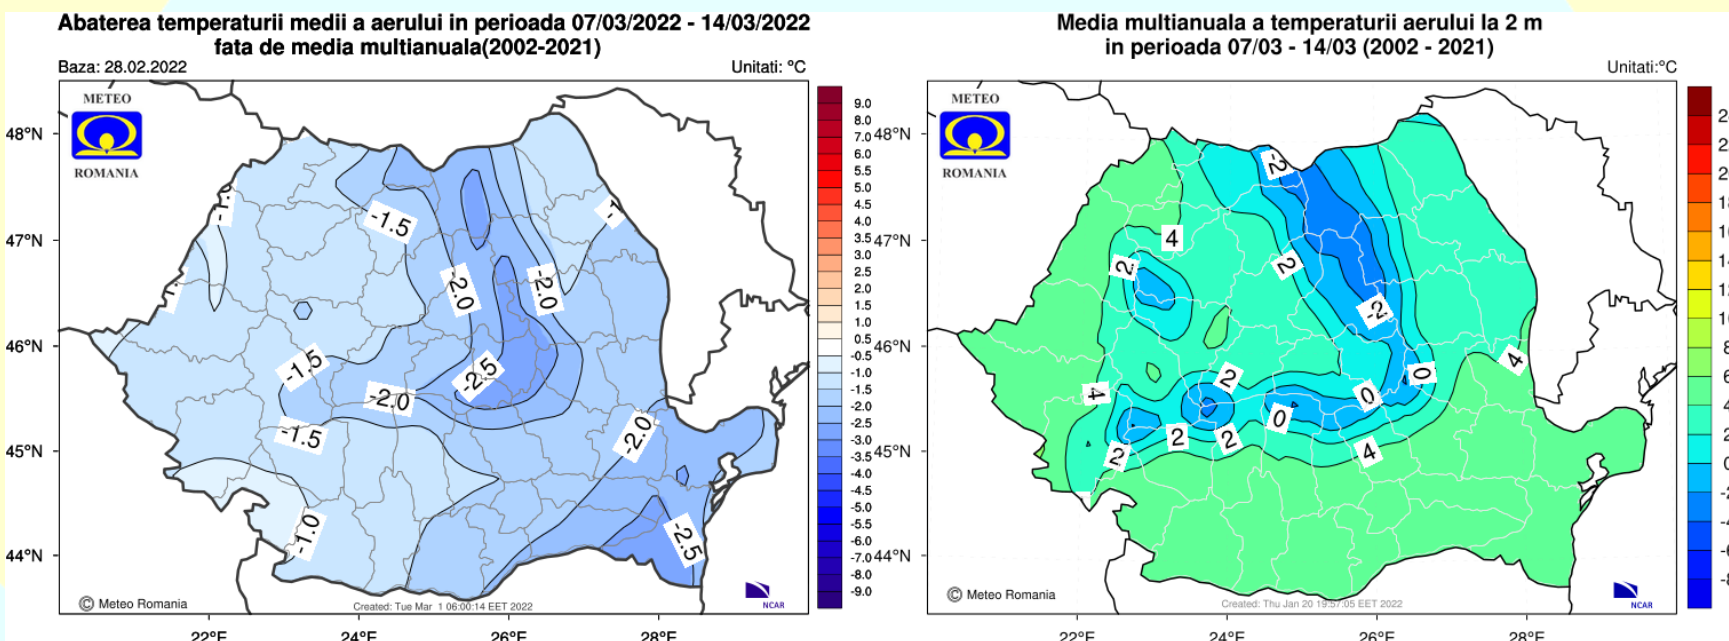 Abaterea temperaturii medii a aerului in perioada 07/03/2022 - 14/03/2022
fata de media multianuala(2002-2021)
Baza: 28.02.2022
Unitati: °C
METEO
ROMANIA
48°N
47°N
46°N
45°N
44°N
-1.5
-1
-2.0
-2.0
-1.5
-2.5
-2.0
-1.5
-2.0
-1.0
-2.5
9.0
8.0
7.0
6.0
5.5
5.0
4.5
4.0
3.5
3.0
2.5
2.0
1.5
1.0
0.5
-0.5
-1.0
-1.5
-2.0
-2.5
-3.0
-3.5
-4.0
-4.5
-5.0
-5.5
-6.0
-7.0
-8.0
-9.0
© Meteo Romania
Created: Tue Mar 1 06:00:14 EET 2022
NCAR
22°E
24°E
26°E
28°E
Media multianuala a temperaturii aerului la 2 m
in perioada 07/03 - 14/03 (2002 - 2021)
Unitati:°C
METEO
ROMANIA
48°N
47°N
46°N
45°N
44°N
-2
4
2
2
-2
4
0
4
2
0
4
0
2
2
2
4
8
6
4
2
0
-2
© Meteo Romania
Created: Thu Jan 20 19:57:05 EET 2022
NCAR
22°E
24°E
26°E
28°E